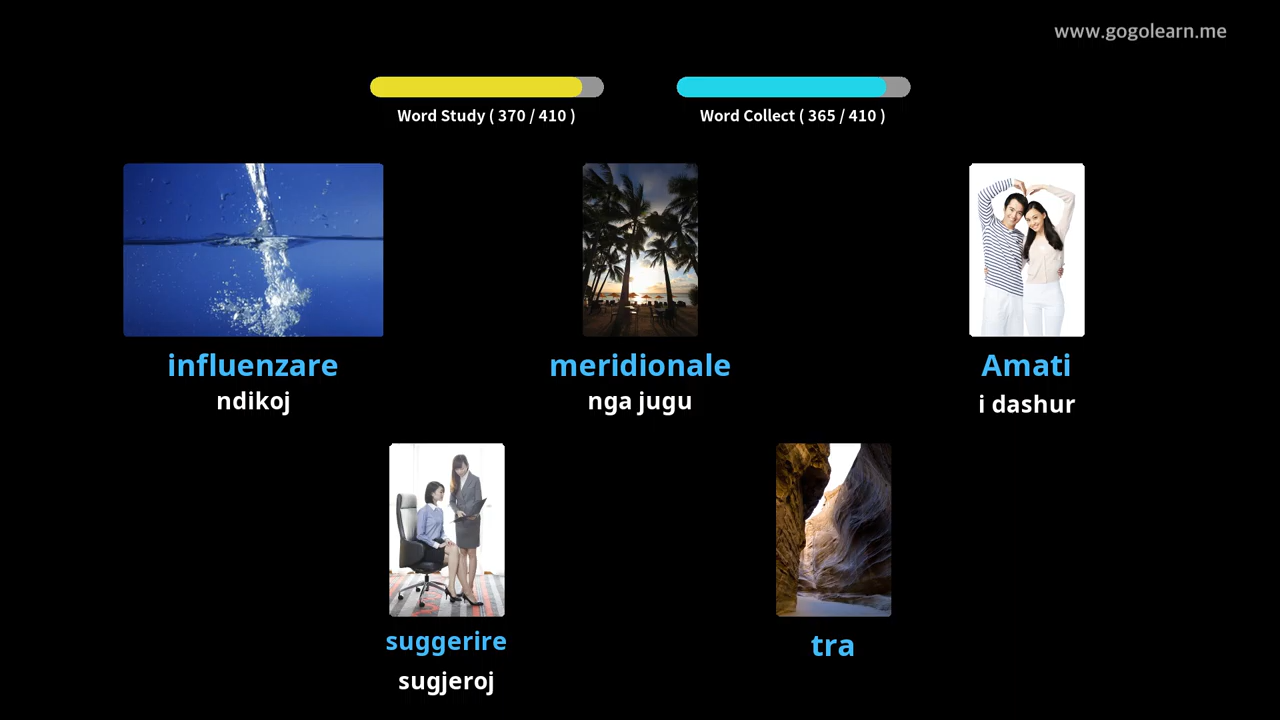 www.gogolearn.me
Word Study ( 370 / 410 )
Word Collect ( 365 / 410 )
influenzare
ndikoj
meridionale
nga jugu
Amati
i dashur
suggerire
sugjeroj
tra